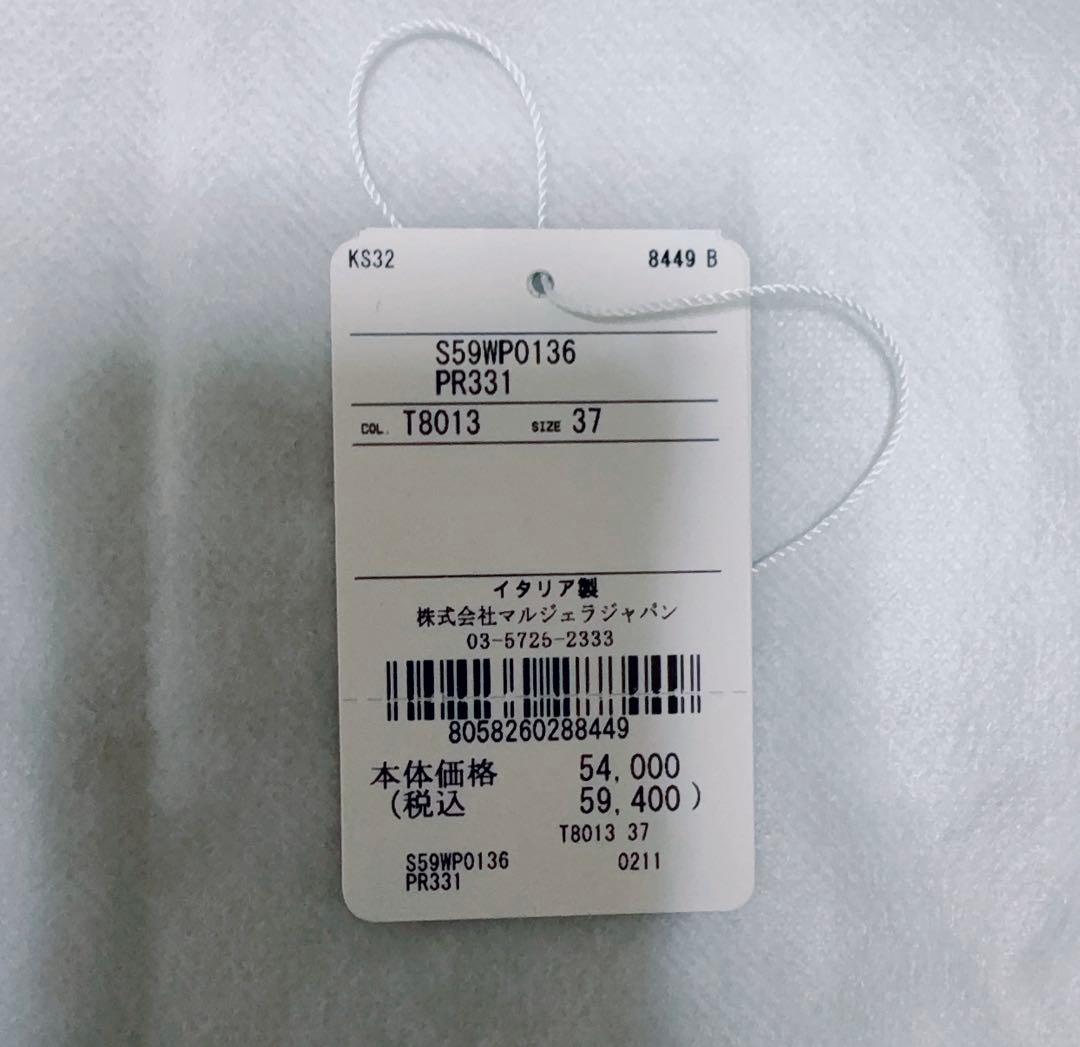 KS32 8449 B
S59WP0136
PR331
COL. T8013 SIZE 37
イタリア製
株式会社マルジェラジャパン
03-5725-2333
8058260288449
本体価格 54,000
(税込 59,400)
T8013 37
S59WP0136 0211
PR331